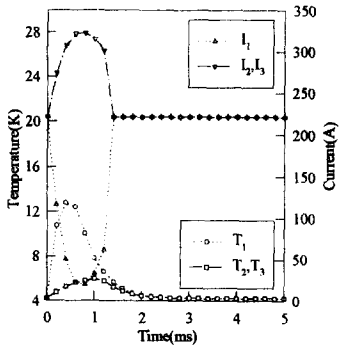 28
24
20
16
12
8
4
Temperature(K)
350
300
250
200
150
100
50
0
Current(A)
I₁
I₂,I₃
T₁
T₂,T₃
0 1 2 3 4 5
Time(ms)